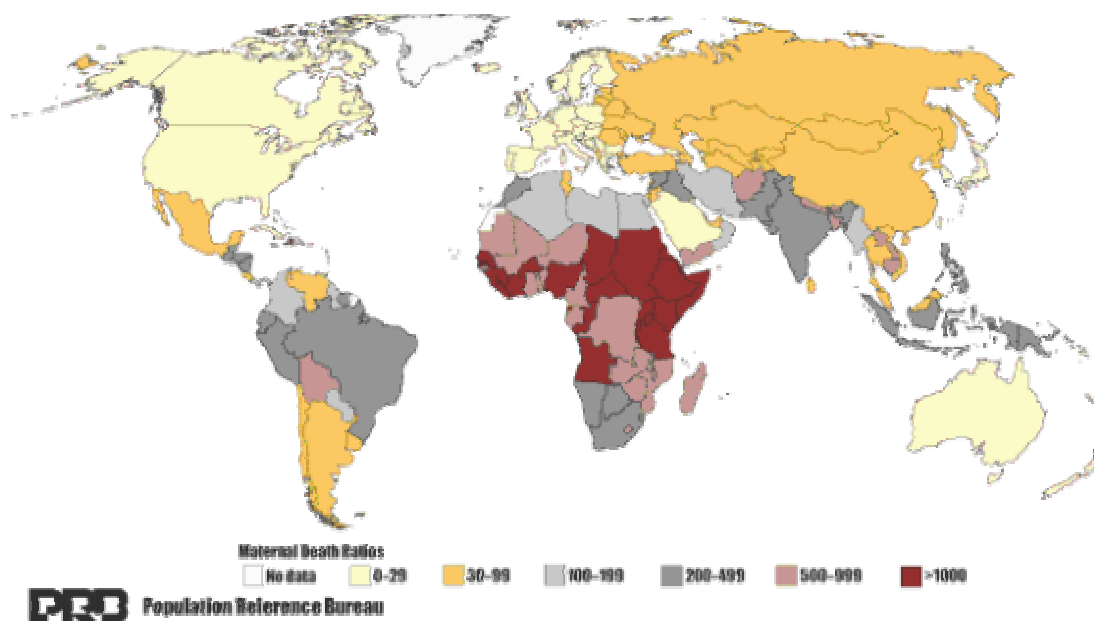 Maternal Death Ratios
No data 0–29 30–99 100–199 200–499 500–999 >1000
PRB Population Reference Bureau